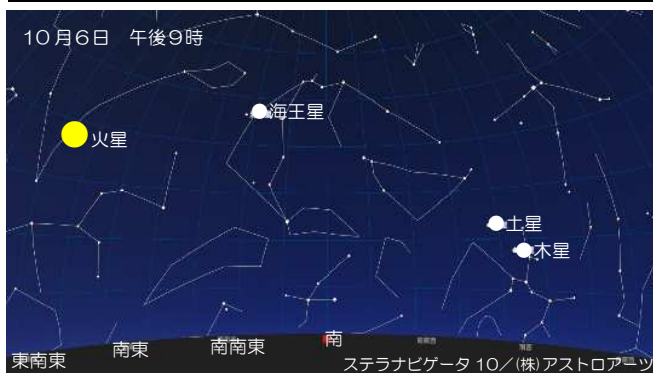 10月6日　午後9時
海王星
火星
土星
木星
東南東
南東
南南東
南
ステラナビゲータ 10／(株)アストロアーツ